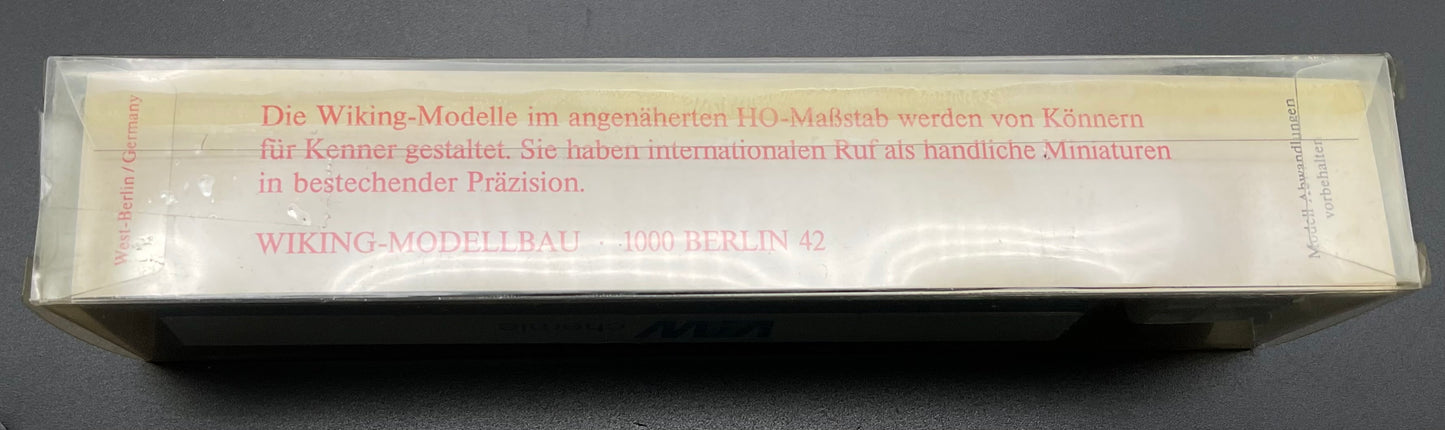 Die Wiking-Modelle im angenäherten HO-Maßstab werden von Könnern
für Kenner gestaltet. Sie haben internationalen Ruf als handliche Miniaturen
in bestechender Präzision.
WIKING-MODELLBAU · 1000 BERLIN 42
West-Berlin/Germany
Modell-Abwandlungen
vorbehalten
chemie